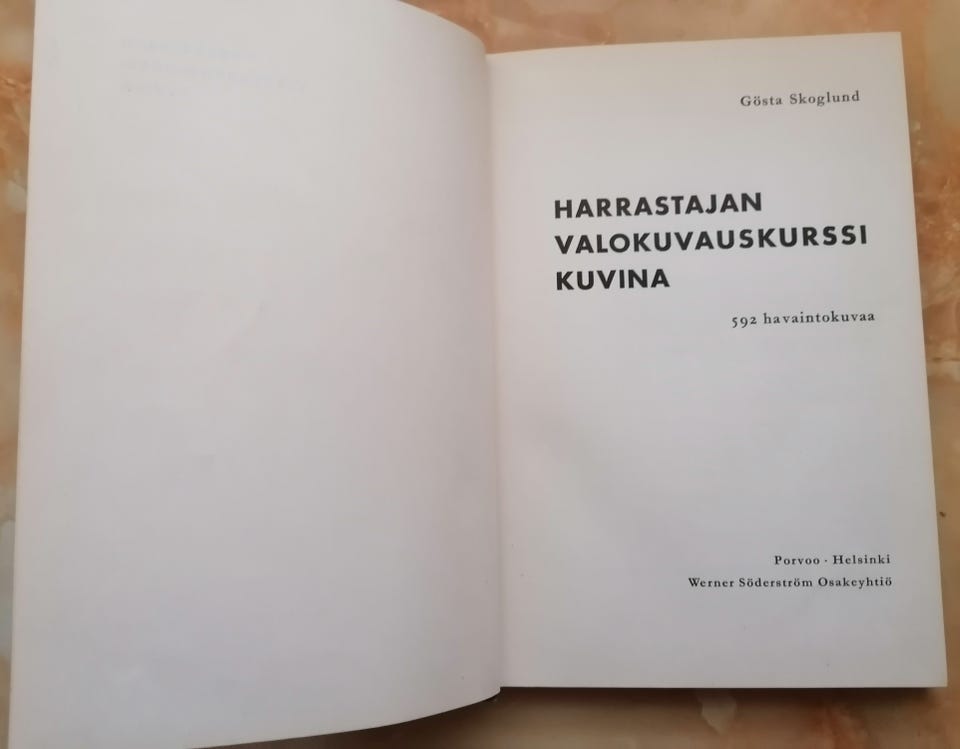 Gösta Skoglund
HARRASTAJAN
VALOKUVAUSKURSSI
KUVINA
592 havaintokuvaa
Porvoo · Helsinki
Werner Söderström Osakeyhtiö